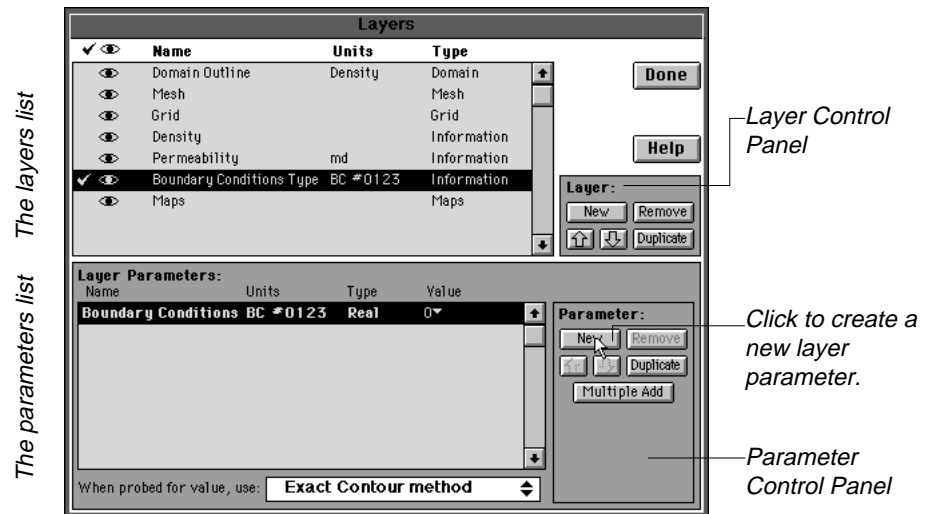 Layers
Name Units Type
Domain Outline Density Domain
Mesh Mesh
Grid Grid
Density Information
Permeability md Information
Boundary Conditions Type BC #0123 Information
Maps Maps
Done
Help
Layer:
New Remove
Duplicate
Layer Parameters:
Name Units Type Value
Boundary Conditions BC #0123 Real 0
Parameter:
New Remove
Duplicate
Multiple Add
When probed for value, use: Exact Contour method
The layers list
The parameters list
Layer Control
Panel
Click to create a
new layer
parameter.
Parameter
Control Panel